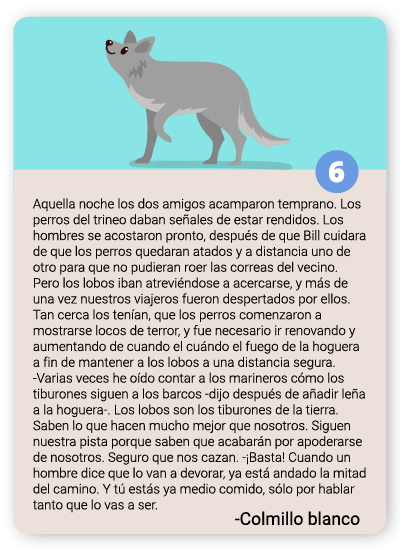 6
Aquella noche los dos amigos acamparon temprano. Los
perros del trineo daban señales de estar rendidos. Los
hombres se acostaron pronto, después de que Bill cuidara
de que los perros quedaran atados y a distancia uno de
otro para que no pudieran roer las correas del vecino.
Pero los lobos iban atreviéndose a acercarse, y más de
una vez nuestros viajeros fueron despertados por ellos.
Tan cerca los tenían, que los perros comenzaron a
mostrarse locos de terror, y fue necesario ir renovando y
aumentando de cuando el cuándo el fuego de la hoguera
a fin de mantener a los lobos a una distancia segura.
-Varias veces he oído contar a los marineros cómo los
tiburones siguen a los barcos -dijo después de añadir leña
a la hoguera-. Los lobos son los tiburones de la tierra.
Saben lo que hacen mucho mejor que nosotros. Siguen
nuestra pista porque saben que acabarán por apoderarse
de nosotros. Seguro que nos cazan. -¡Basta! Cuando un
hombre dice que lo van a devorar, ya está andado la mitad
del camino. Y tú estás ya medio comido, sólo por hablar
tanto que lo vas a ser.
-Colmillo blanco